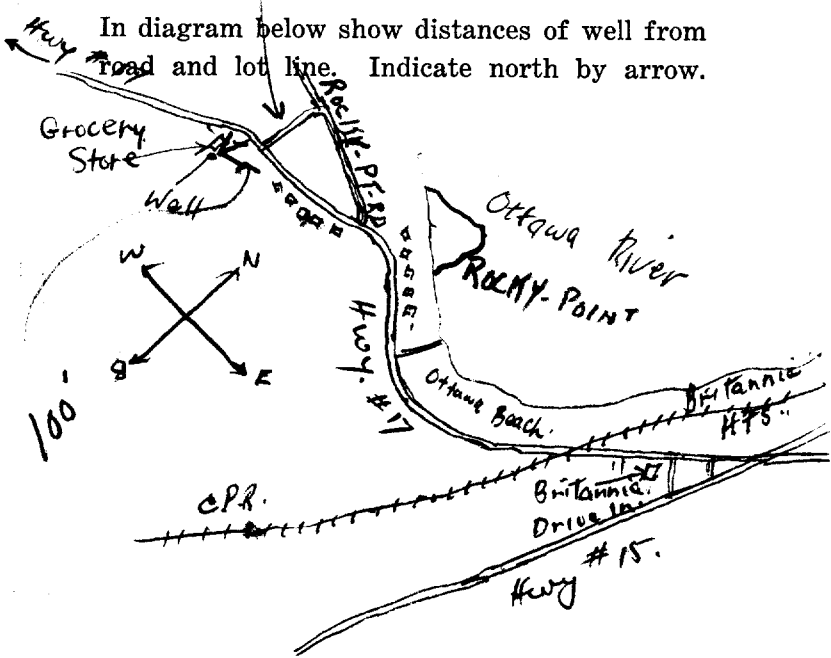 In diagram below show distances of well from
road and lot line. Indicate north by arrow.
Hwy #
Rocky-Pt-Rd
Grocery
Store
Well
Ottawa River
Rocky-Point
W
N
S
E
100'
Hwy. #17
Ottawa Beach.
Britannia
HTS..
C.P.R.
Britannia.
Drive In.
Hwy #15.